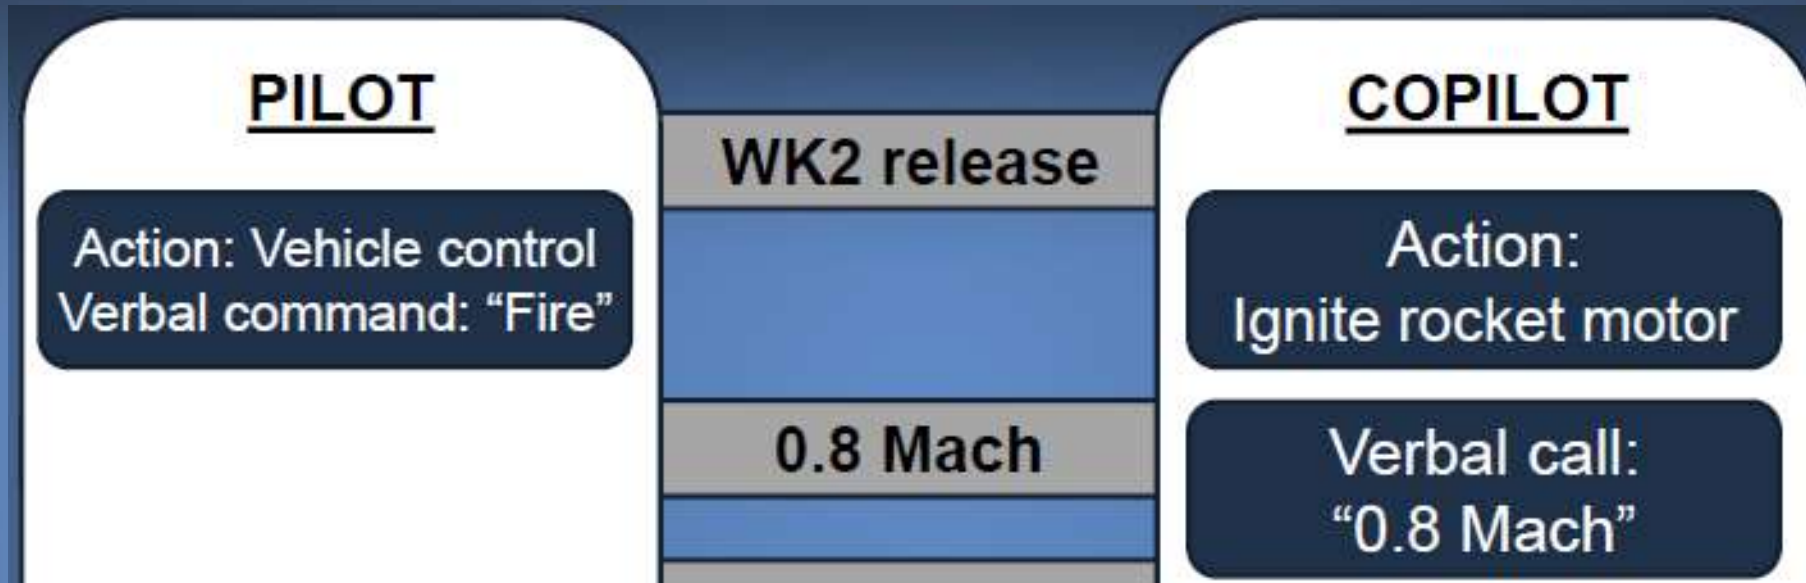 PILOT
Action: Vehicle control
Verbal command: “Fire”
WK2 release
0.8 Mach
COPILOT
Action:
Ignite rocket motor
Verbal call:
“0.8 Mach”